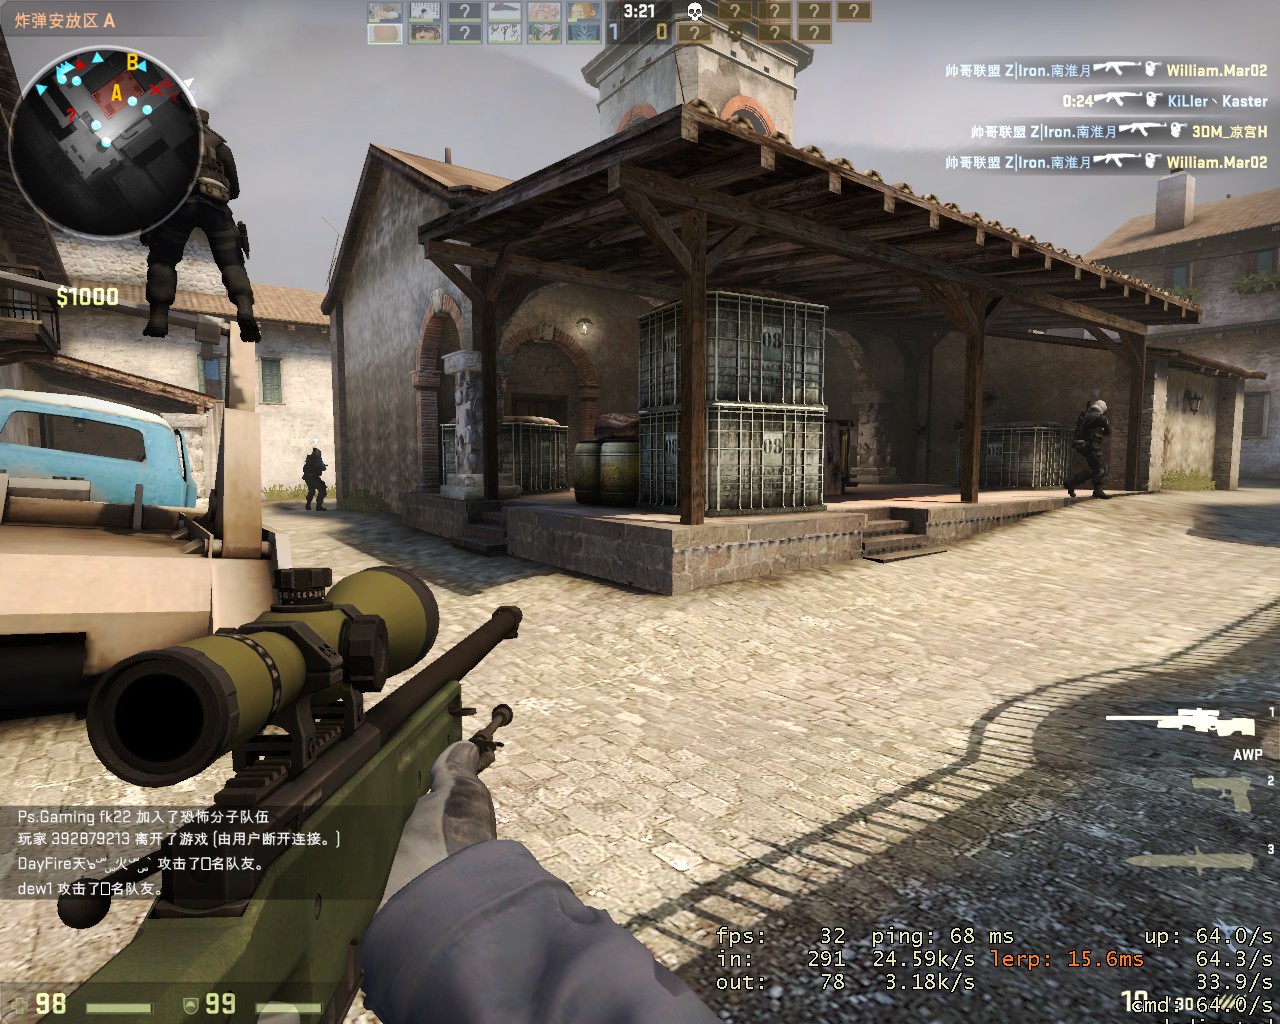 炸弹安放区 A
B
A
?
? ? ? ? ? ?
3:21
1 0
? ? ? ?
帅哥联盟 Z|Iron.南淮月 William.Mar02
0:24 KiLler丶Kaster
帅哥联盟 Z|Iron.南淮月 3DM_凉宫H
帅哥联盟 Z|Iron.南淮月 William.Mar02
$1000
08
08
1
AWP
2
3
Ps.Gaming fk22 加入了恐怖分子队伍
玩家 392879213 离开了游戏 (由用户断开连接。)
攻击了名队友。
dew1 攻击了名队友。
fps: 32 ping: 68 ms up: 64.0/s
in: 291 24.59k/s lerp: 15.6ms 64.3/s
out: 78 3.18k/s 33.9/s
cmd: 64.0/s
98 99
10 30